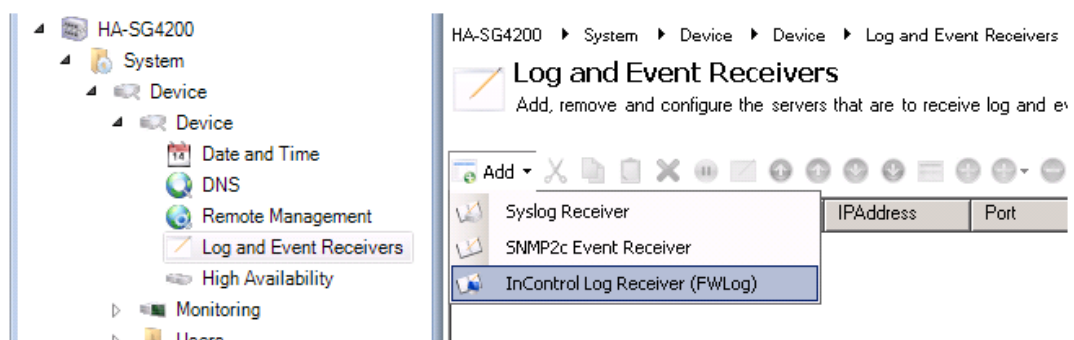 HA-SG4200
System
Device
Device
14
Date and Time
DNS
Remote Management
Log and Event Receivers
High Availability
Monitoring
Users
HA-SG4200 ▸ System ▸ Device ▸ Device ▸ Log and Event Receivers
Log and Event Receivers
Add, remove and configure the servers that are to receive log and
Add
IPAddress Port
Syslog Receiver
SNMP2c Event Receiver
InControl Log Receiver (FWLog)